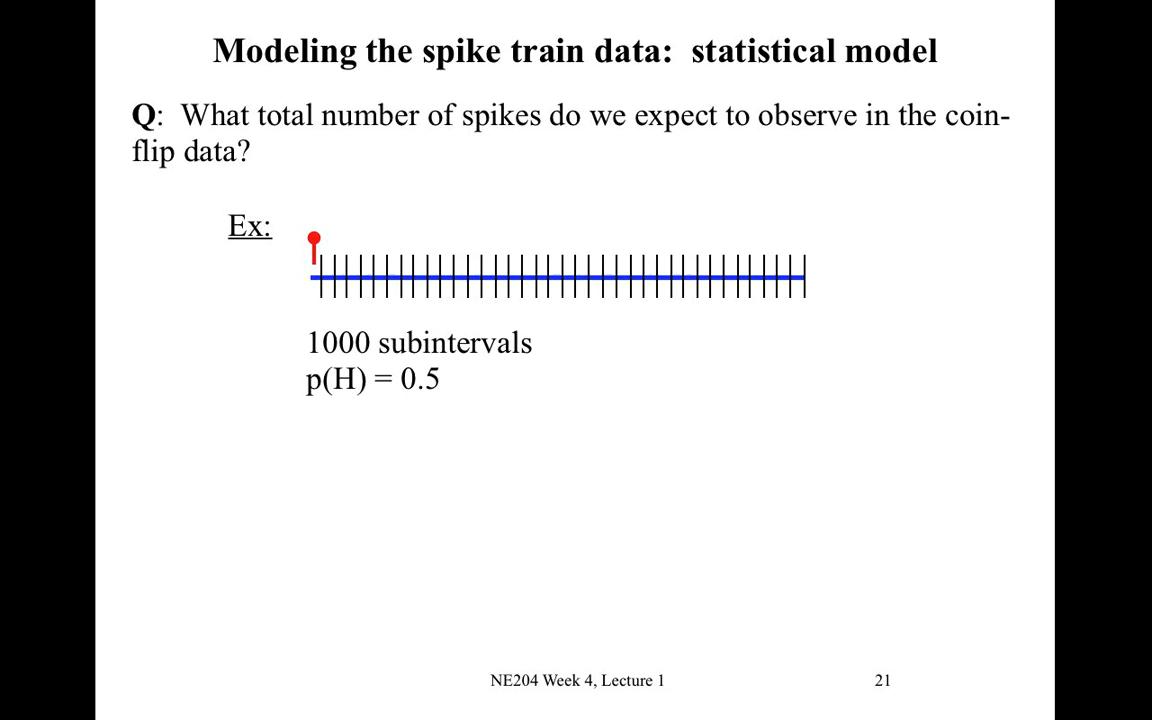 Modeling the spike train data:  statistical model
Q:  What total number of spikes do we expect to observe in the coin-
flip data?
Ex:
1000 subintervals
p(H) = 0.5
NE204 Week 4, Lecture 1
21